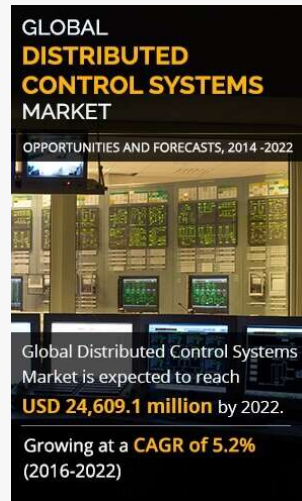 GLOBAL
DISTRIBUTED
CONTROL SYSTEMS
MARKET
OPPORTUNITIES AND FORECASTS, 2014 -2022
Global Distributed Control Systems
Market is expected to reach
USD 24,609.1 million by 2022.
Growing at a CAGR of 5.2%
(2016-2022)